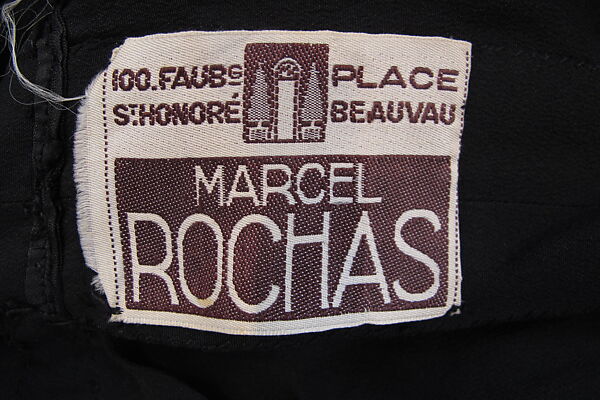 100. FAUBG PLACE
ST. HONORÉ BEAUVAU
MARCEL
ROCHAS